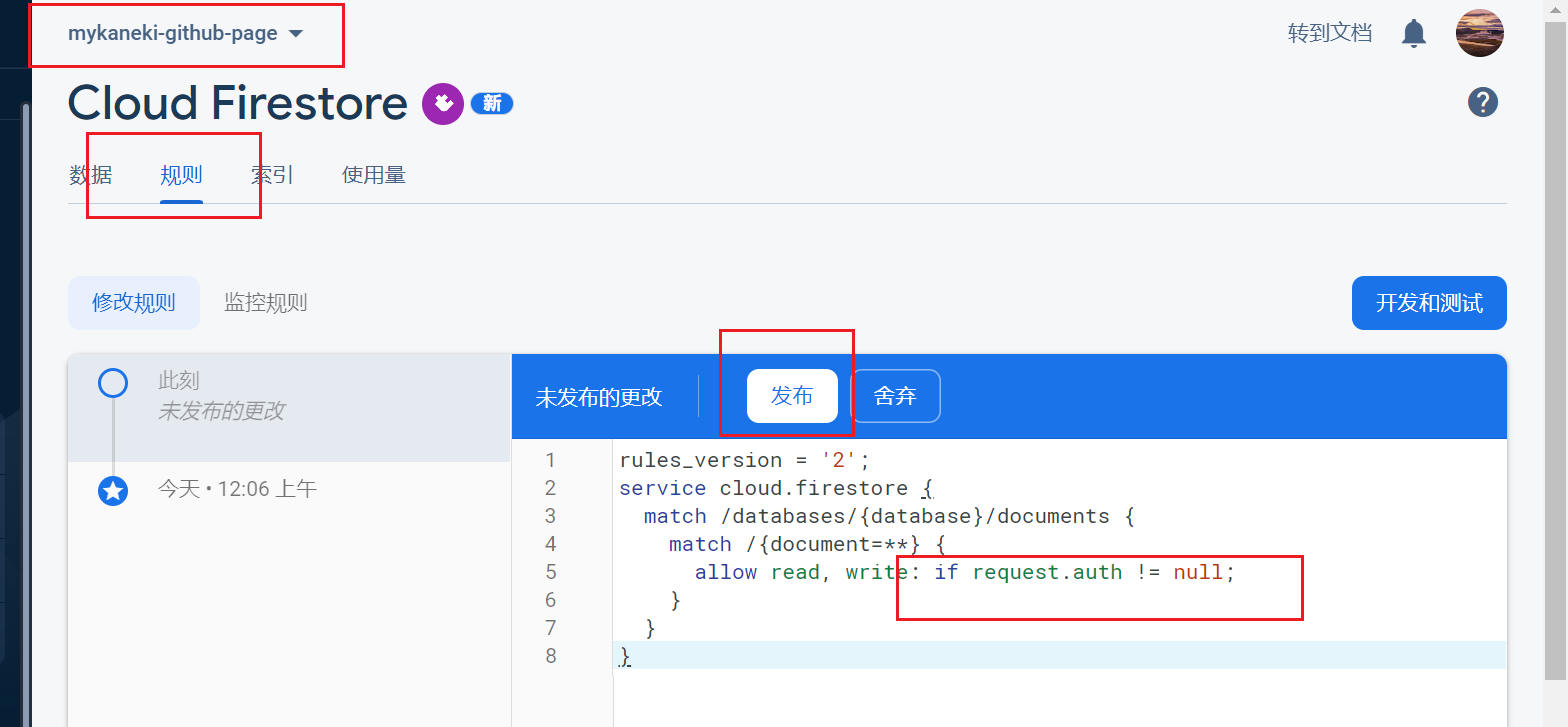 mykaneki-github-page
转到文档
Cloud Firestore
新
数据 规则 索引 使用量
修改规则 监控规则
开发和测试
此刻
未发布的更改
今天 • 12:06 上午
未发布的更改 发布 舍弃
1 rules_version = '2';
2 service cloud.firestore {
3 match /databases/{database}/documents {
4 match /{document=**} {
5 allow read, write: if request.auth != null;
6 }
7 }
8 }